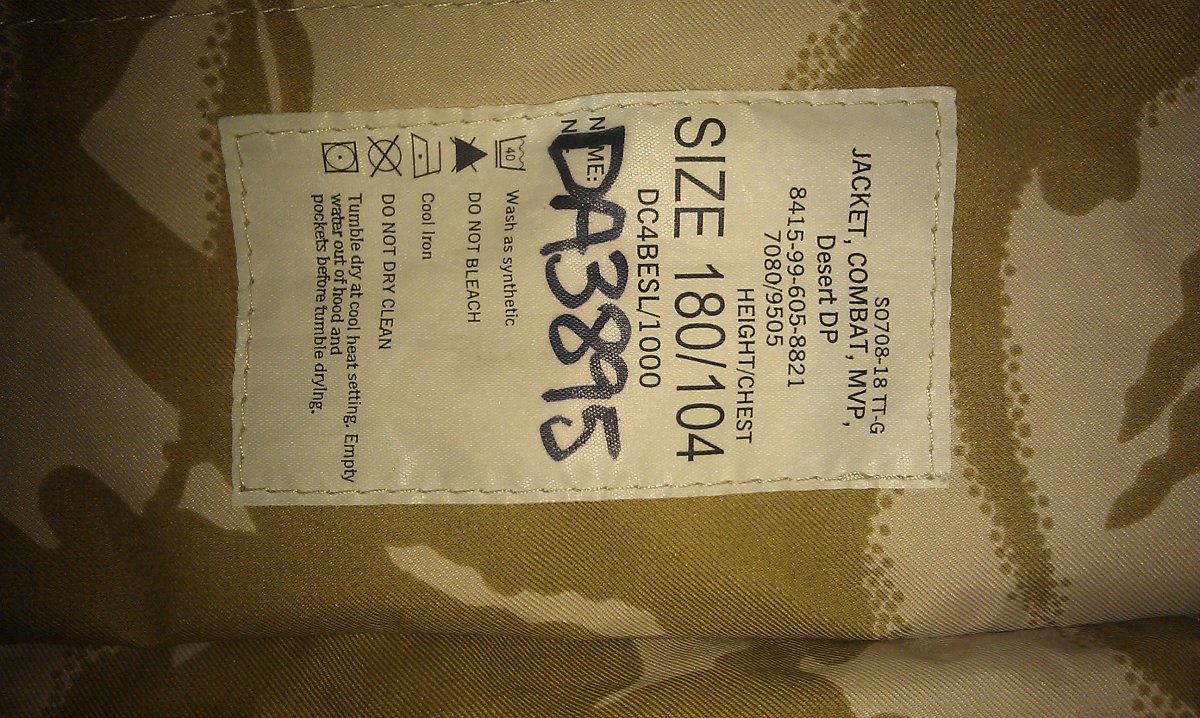 S0708-18 TT-G
JACKET, COMBAT, MVP,
Desert DP
8415-99-605-8821
7080/9505
HEIGHT/CHEST
SIZE 180/104
DC4BESL/1000
DA3895
40 Wash as synthetic
DO NOT BLEACH
Cool Iron
DO NOT DRY CLEAN
Tumble dry at cool heat setting. Empty
water out of hood and
pockets before tumble drying.